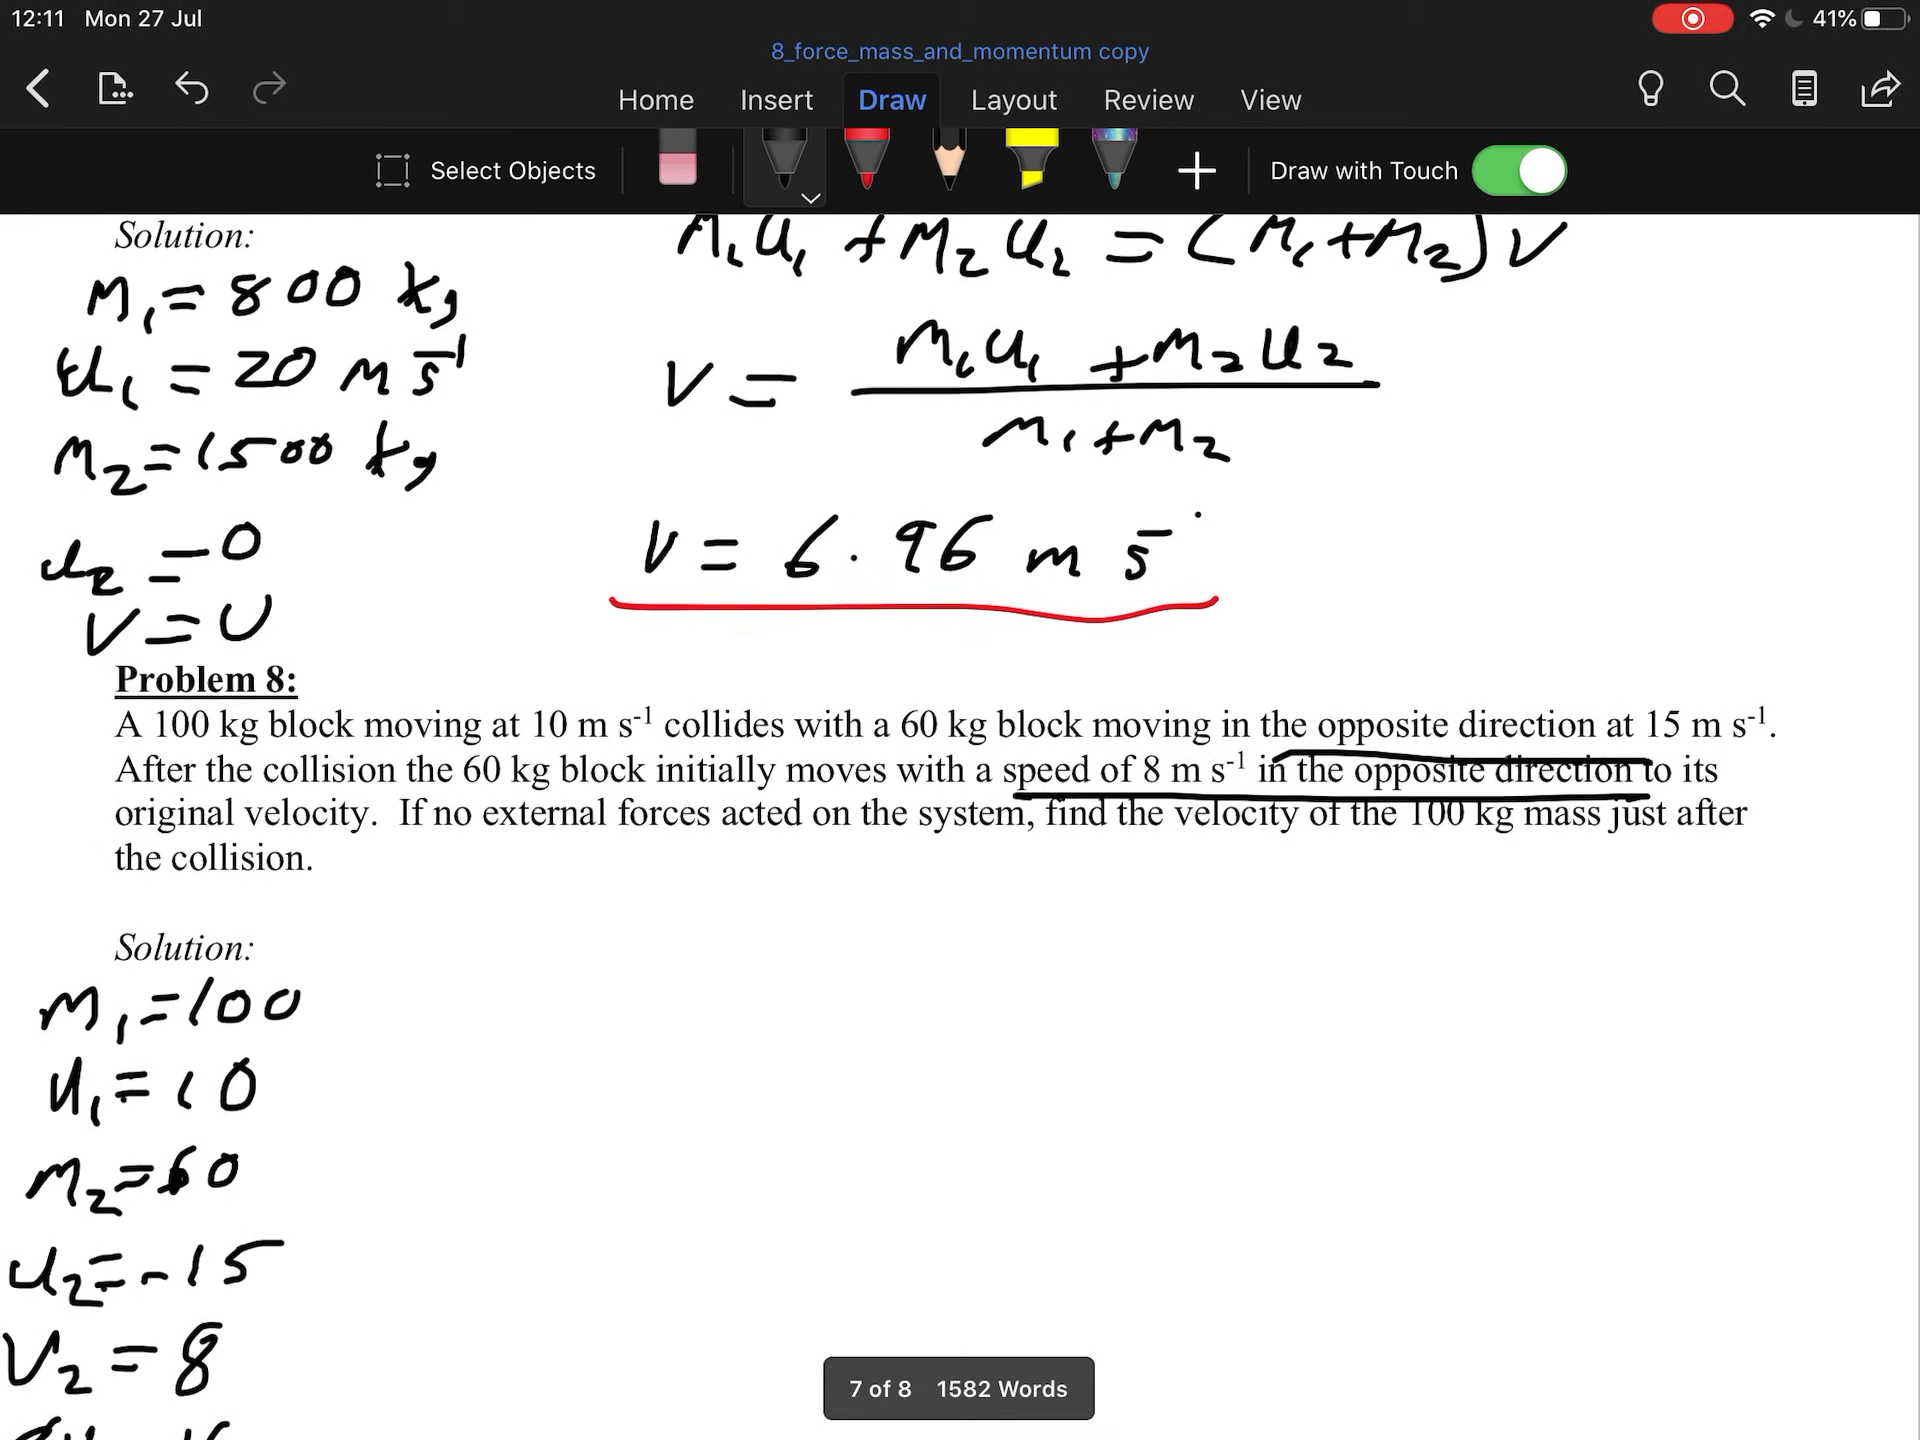 12:11 Mon 27 Jul
41%
8_force_mass_and_momentum copy
Home Insert Draw Layout Review View
Select Objects
Draw with Touch
Solution:
M₁U₁ + M₂U₂ = (M₁+M₂)V
M₁ = 800 kg
U₁ = 20 m s⁻¹
M₂ = 1500 kg
U₂ = 0
V = U
V = M₁U₁ + M₂U₂ / M₁+M₂
V = 6.96 m s⁻
Problem 8:
A 100 kg block moving at 10 m s⁻¹ collides with a 60 kg block moving in the opposite direction at 15 m s⁻¹.
After the collision the 60 kg block initially moves with a speed of 8 m s⁻¹ in the opposite direction to its
original velocity. If no external forces acted on the system, find the velocity of the 100 kg mass just after
the collision.
Solution:
M₁=100
U₁=10
M₂=60
U₂=-15
V₂=8
7 of 8 1582 Words